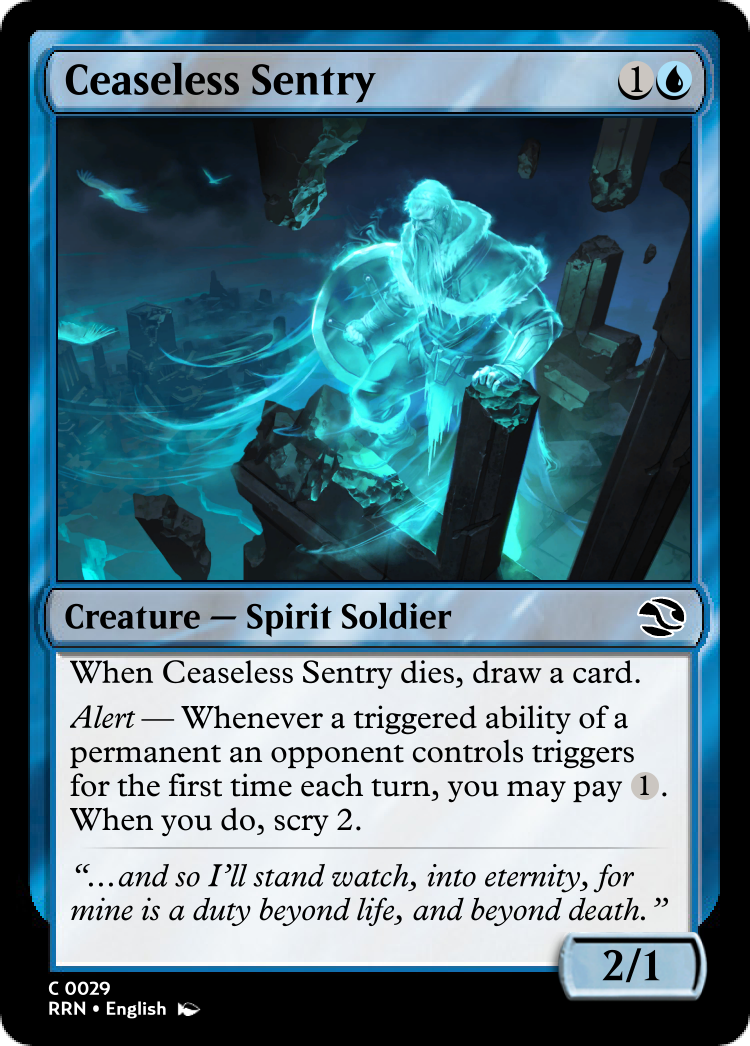 Ceaseless Sentry 1
Creature — Spirit Soldier
When Ceaseless Sentry dies, draw a card.
Alert — Whenever a triggered ability of a
permanent an opponent controls triggers
for the first time each turn, you may pay 1.
When you do, scry 2.
“…and so I’ll stand watch, into eternity, for
mine is a duty beyond life, and beyond death.”
2/1
C 0029
RRN • English